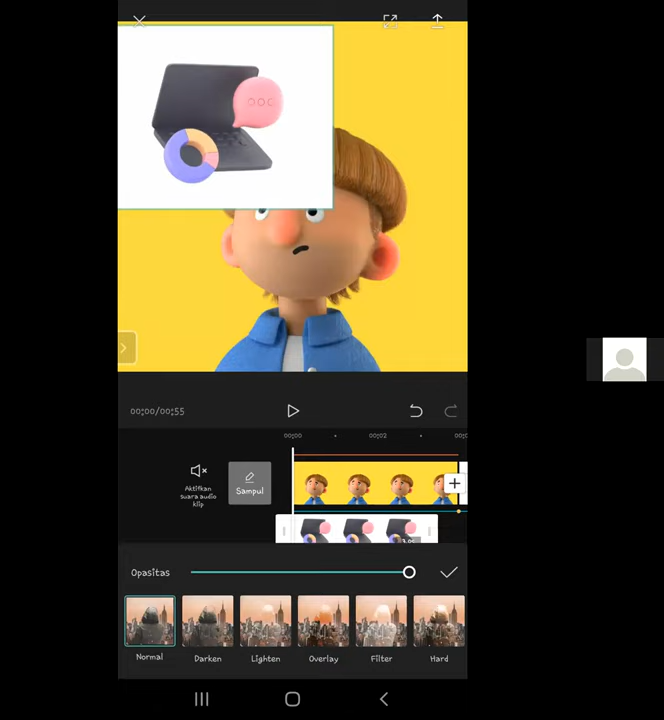 00:00/00:55
00:00
00:02
Aktifkan
suara audio
klip
Sampul
Opasitas
Normal
Darken
Lighten
Overlay
Filter
Hard